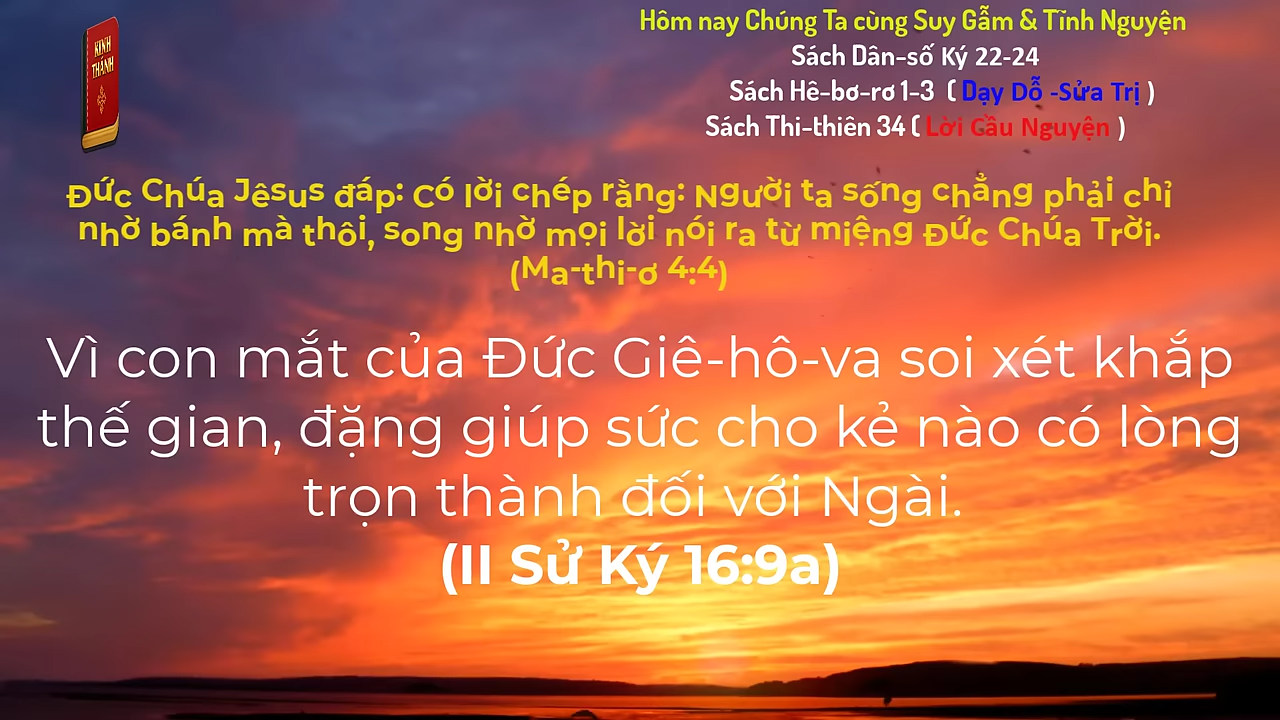 KINH
THÁNH
Hôm nay Chúng Ta cùng Suy Gẫm & Tĩnh Nguyện
Sách Dân-số Ký 22-24
Sách Hê-bơ-rơ 1-3 ( Dạy Dỗ -Sửa Trị )
Sách Thi-thiên 34 ( Lời Cầu Nguyện )
Đức Chúa Jêsus đáp: Có lời chép rằng: Người ta sống chẳng phải chỉ
nhờ bánh mà thôi, song nhờ mọi lời nói ra từ miệng Đức Chúa Trời.
(Ma-thi-ơ 4:4)
Vì con mắt của Đức Giê-hô-va soi xét khắp
thế gian, đặng giúp sức cho kẻ nào có lòng
trọn thành đối với Ngài.
(II Sử Ký 16:9a)